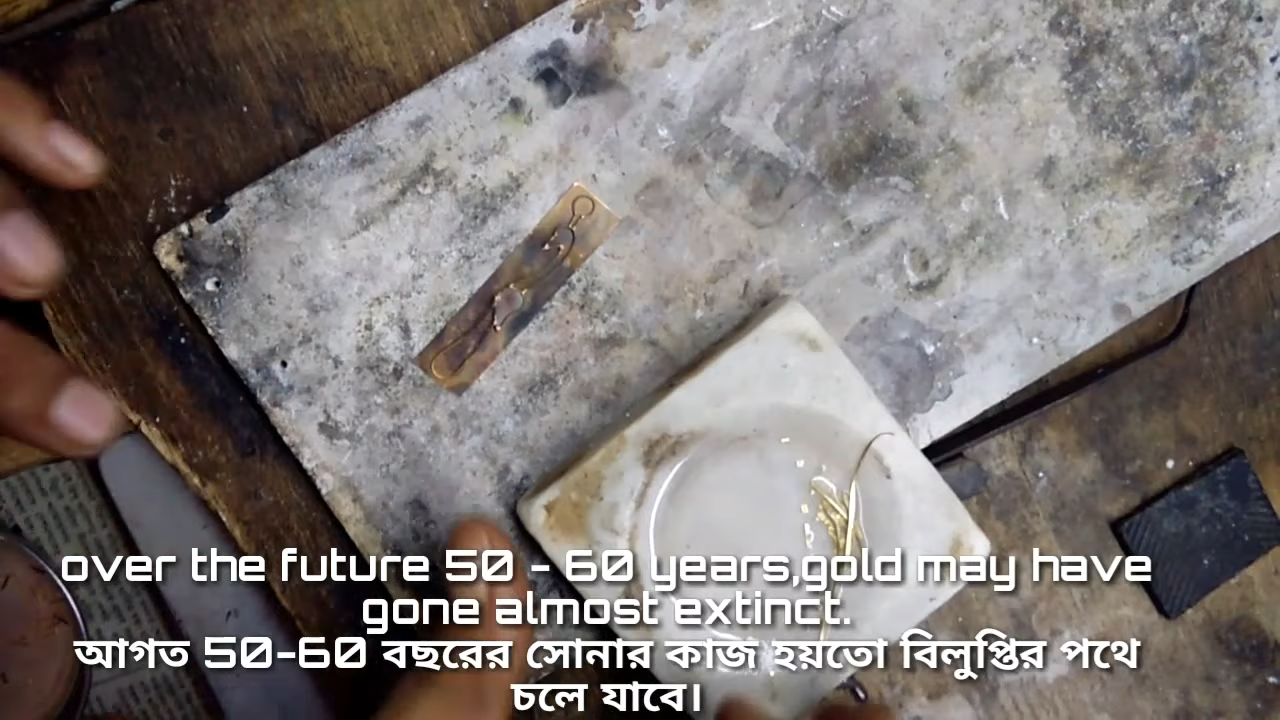 over the future 50 - 60 years,gold may have
gone almost extinct.
আগত 50-60 বছরের সোনার কাজ হয়তো বিলুপ্তির পথে
চলে যাবে।